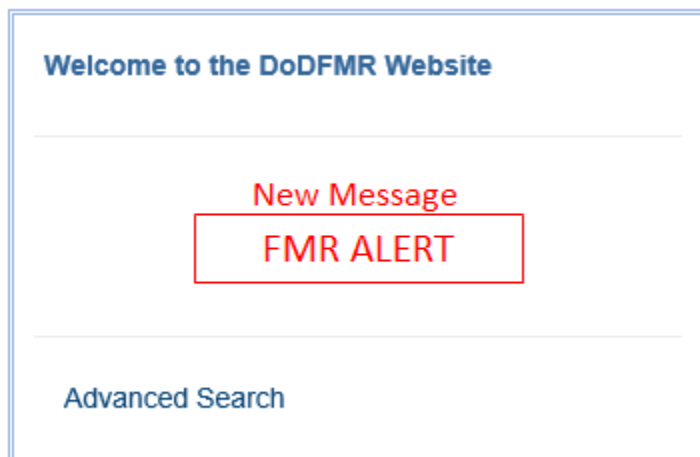 Welcome to the DoDFMR Website
New Message
FMR ALERT
Advanced Search